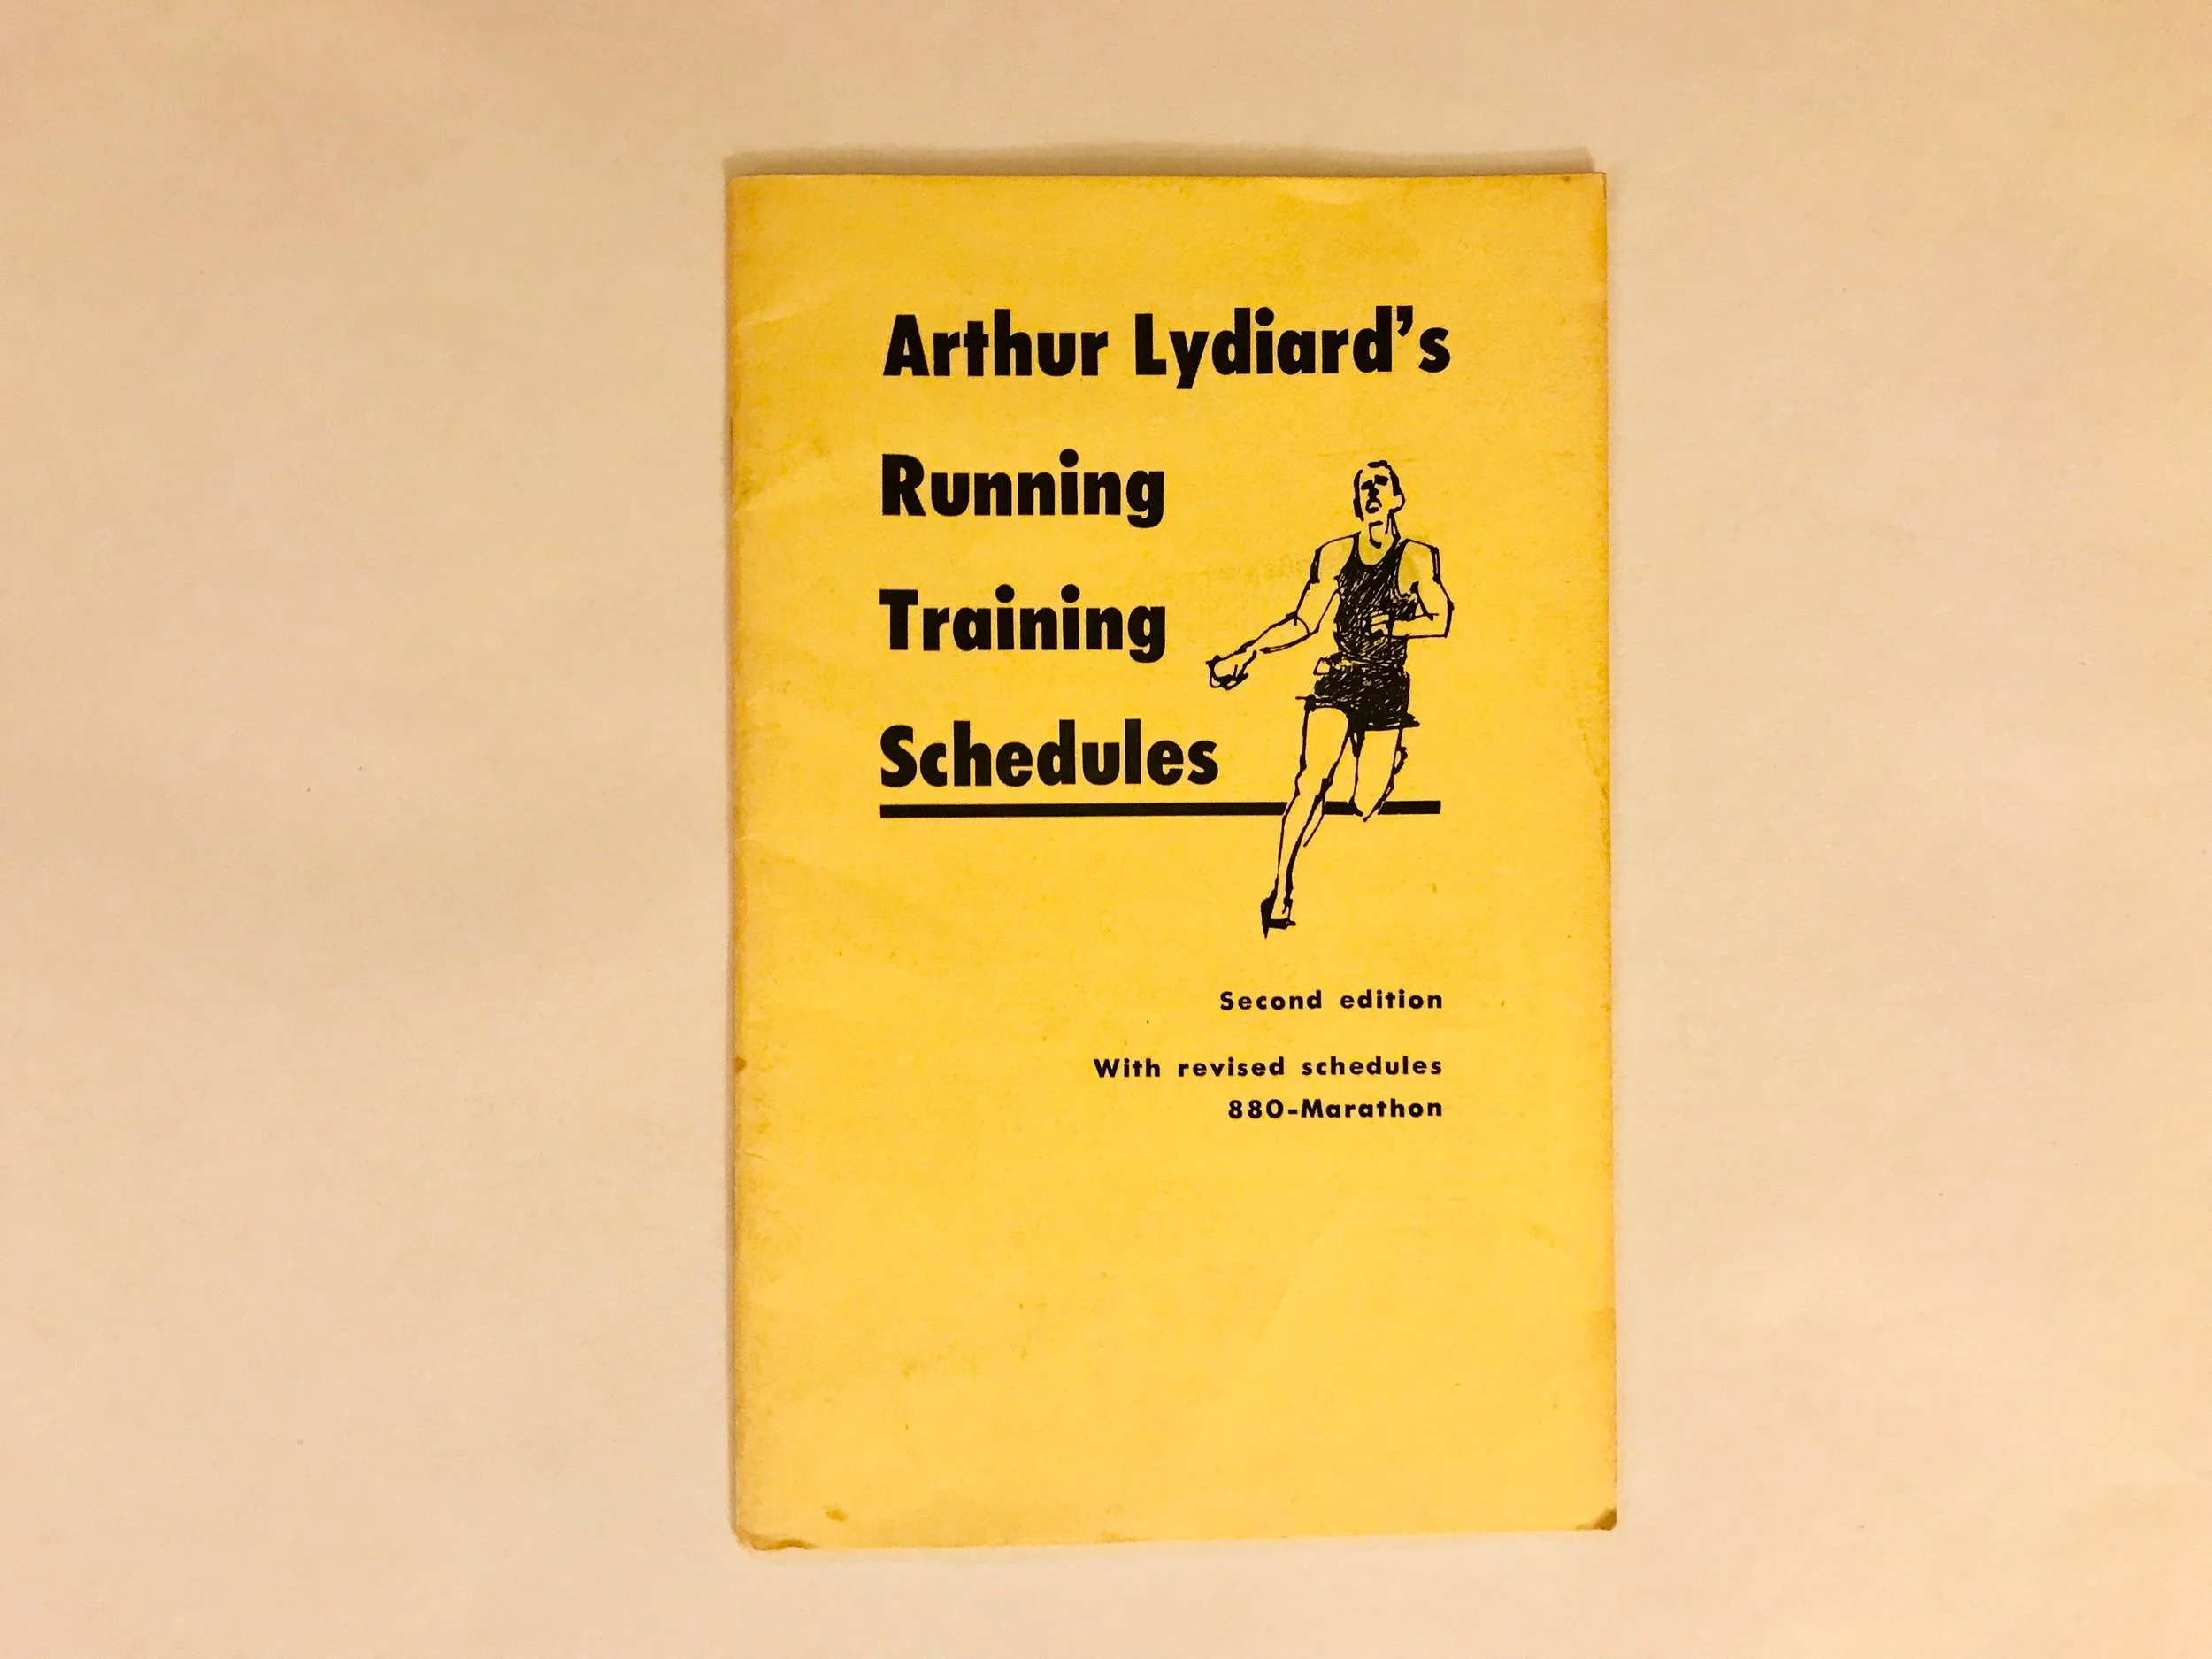 Arthur Lydiard's
Running
Training
Schedules
Second edition
With revised schedules
880-Marathon